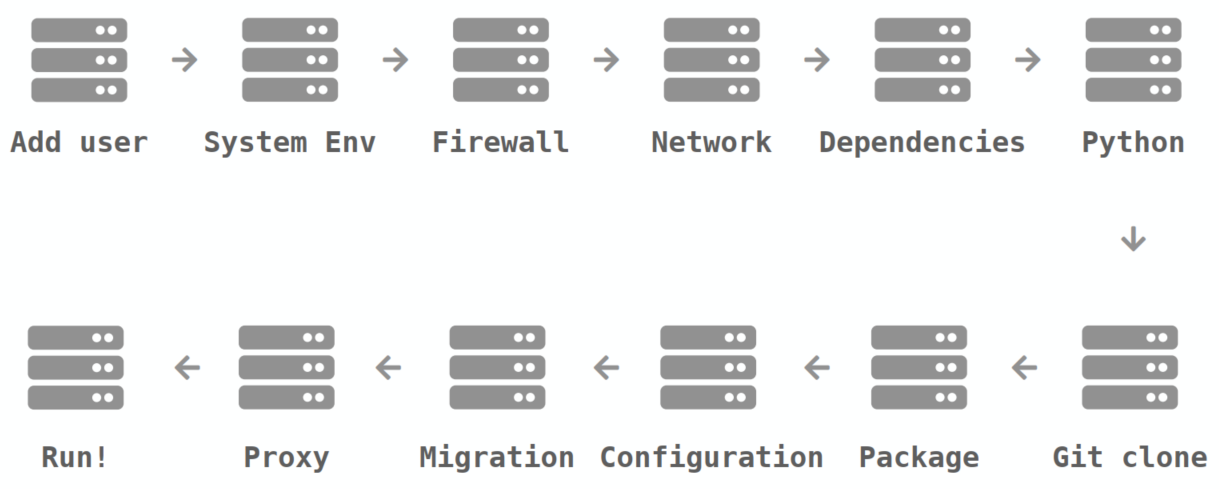 Add user
System Env
Firewall
Network
Dependencies
Python
Run!
Proxy
Migration
Configuration
Package
Git clone